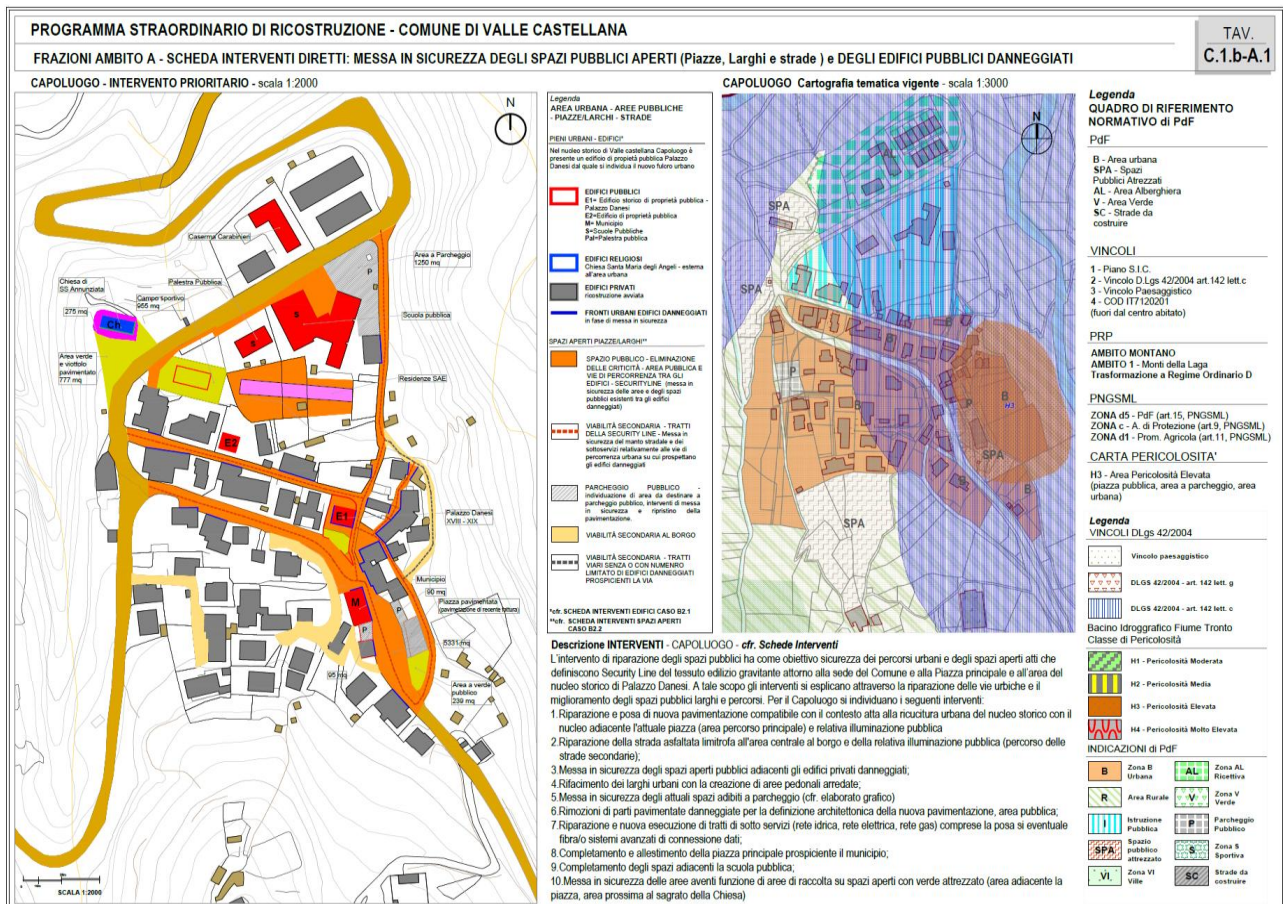 PROGRAMMA STRAORDINARIO DI RICOSTRUZIONE - COMUNE DI VALLE CASTELLANA
FRAZIONI AMBITO A - SCHEDA INTERVENTI DIRETTI: MESSA IN SICUREZZA DEGLI SPAZI PUBBLICI APERTI (Piazze, Larghi e strade ) e DEGLI EDIFICI PUBBLICI DANNEGGIATI
TAV.
C.1.b-A.1
CAPOLUOGO - INTERVENTO PRIORITARIO - scala 1:2000
N
Caserma Carabinieri
Area a Parcheggio
1250 mq
P
Chiesa di
SS Annunziata
Palestra Pubblica
Campo sportivo
955 mq
275 mq
Ch
s
Scuola pubblica
s
Area verde
e viottolo
pavimentato
777 mq
Residenze SAE
E2
E1
Palazzo Danesi
XVIII - XIX
Municipio
90 mq
M
P
P
Piazza pavimentata
(pavimentazione di recente fattura)
5331 mq
95 mq
Area a verde
pubblico
239 mq
SCALA 1:2000
Legenda
AREA URBANA - AREE PUBBLICHE
- PIAZZE/LARCHI - STRADE
PIENI URBANI - EDIFICI*
Nel nucleo storico di Valle castellana Capoluogo è
presente un edificio di propietà pubblica Palazzo
Danesi dal quale si individua il nuovo fulcro urbano
EDIFICI PUBBLICI
E1= Edificio storico di proprietà pubblica -
Palazzo Danesi
E2=Edificio di proprietà pubblica
M= Municipio
S=Scuole Pubbliche
Pal=Palestra pubblica
EDIFICI RELIGIOSI
Chiesa Santa Maria degli Angeli - esterna
all'area urbana
EDIFICI PRIVATI
ricostruzione avviata
FRONTI URBANI EDIFICI DANNEGGIATI
in fase di messa in sicurezza
SPAZI APERTI PIAZZE/LARGHI**
SPAZIO PUBBLICO - ELIMINAZIONE
DELLE CRITICITÀ - AREA PUBBLICA E
VIE DI PERCORRENZA TRA GLI
EDIFICI - SECURITYLINE (messa in
sicurezza delle aree e degli spazi
pubblici esistenti tra gli edifici
danneggiati)
VIABILITÀ SECONDARIA - TRATTI
DELLA SECURITY LINE - Messa in
sicurezza del manto stradale e dei
sottoservizi relativamente alle vie di
percorrenza urbana su cui prospettano
gli edifici danneggiati
PARCHEGGIO PUBBLICO -
individuazione di area da destinare a
parcheggio pubblico, interventi di messa
in sicurezza e ripristino della
pavimentazione.
VIABILITÀ SECONDARIA AL BORGO
VIABILITÀ SECONDARIA - TRATTI
VIARI SENZA O CON NUMENRO
LIMITATO DI EDIFICI DANNEGGIATI
PROSPICIENTI LA VIA
*cfr. SCHEDA INTERVENTI EDIFICI CASO B2.1
**cfr. SCHEDA INTERVENTI SPAZI APERTI
CASO B2.2
CAPOLUOGO Cartografia tematica vigente - scala 1:3000
N
AL
SPA
I
SPA
B
B
P
B
H3
P
B
SPA
SPA
B
Descrizione INTERVENTI - CAPOLUOGO - cfr. Schede Interventi
L'intervento di riparazione degli spazi pubblici ha come obiettivo sicurezza dei percorsi urbani e degli spazi aperti atti che
definiscono Security Line del tessuto edilizio gravitante attorno alla sede del Comune e alla Piazza principale e all'area del
nucleo storico di Palazzo Danesi. A tale scopo gli interventi si esplicano attraverso la riparazione delle vie urbiche e il
miglioramento degli spazi pubblici larghi e percorsi. Per il Capoluogo si individuano i seguenti interventi:
1.Riparazione e posa di nuova pavimentazione compatibile con il contesto atta alla ricucitura urbana del nucleo storico con il
nucleo adiacente l'attuale piazza (area percorso principale) e relativa illuminazione pubblica
2.Riparazione della strada asfaltata limitrofa all'area centrale al borgo e della relativa illuminazione pubblica (percorso delle
strade secondarie);
3.Messa in sicurezza degli spazi aperti pubblici adiacenti gli edifici privati danneggiati;
4.Rifacimento dei larghi urbani con la creazione di aree pedonali arredate;
5.Messa in sicurezza degli attuali spazi adibiti a parcheggio (cfr. elaborato grafico)
6.Rimozioni di parti pavimentate danneggiate per la definizione architettonica della nuova pavimentazione, area pubblica;
7.Riparazione e nuova esecuzione di tratti di sotto servizi (rete idrica, rete elettrica, rete gas) comprese la posa si eventuale
fibra/o sistemi avanzati di connessione dati;
8.Completamento e allestimento della piazza principale prospiciente il municipio;
9.Completamento degli spazi adiacenti la scuola pubblica;
10.Messa in sicurezza delle aree aventi funzione di aree di raccolta su spazi aperti con verde attrezzato (area adiacente la
piazza, area prossima al sagrato della Chiesa)
Legenda
QUADRO DI RIFERIMENTO
NORMATIVO di PdF
PdF
B - Area urbana
SPA - Spazi
Pubblici Atrezzati
AL - Area Alberghiera
V - Area Verde
SC - Strade da
costruire
VINCOLI
1 - Piano S.I.C.
2 - Vincolo D.Lgs 42/2004 art.142 lett.c
3 - Vincolo Paesaggistico
4 - COD IT7120201
(fuori dal centro abitato)
PRP
AMBITO MONTANO
AMBITO 1 - Monti della Laga
Trasformazione a Regime Ordinario D
PNGSML
ZONA d5 - PdF (art.15, PNGSML)
ZONA c - A. di Protezione (art.9, PNGSML)
ZONA d1 - Prom. Agricola (art.11, PNGSML)
CARTA PERICOLOSITA'
H3 - Area Pericolosità Elevata
(piazza pubblica, area a parcheggio, area
urbana)
Legenda
VINCOLI DLgs 42/2004
Vincolo paesaggistico
DLGS 42/2004 - art. 142 lett. g
DLGS 42/2004 - art. 142 lett. c
Bacino Idroggrafico Fiume Tronto
Classe di Pericolosità
H1 - Pericolosità Moderata
H2 - Pericolosità Media
H3 - Pericolosità Elevata
H4 - Pericolosità Molto Elevata
INDICAZIONI di PdF
B Zona B Urbana
AL Zona AL Ricettiva
R Area Rurale
V Zona V Verde
I Istruzione Pubblica
P Parcheggio Pubblico
SPA Spazio pubblico attrezzato
S Zona S Sportiva
VI Zona VI Ville
SC Strade da costruire